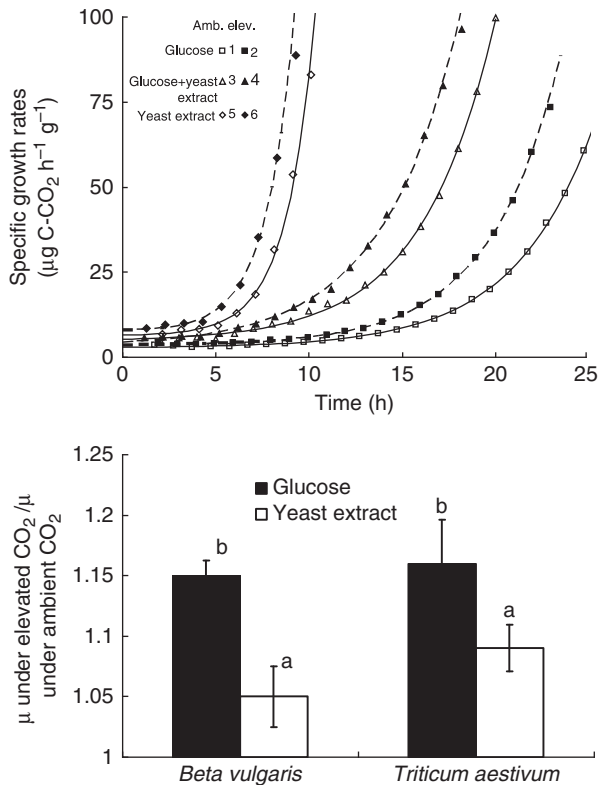 Specific growth rates
(μg C-CO₂ h⁻¹ g⁻¹)
100
75
50
25
0
Amb. elev.
Glucose □ 1 ■ 2
Glucose+yeast △ 3 ▲ 4
extract
Yeast extract ◇ 5 ◆ 6
0 5 10 15 20 25
Time (h)
μ under elevated CO₂/μ
under ambient CO₂
1.25
1.2
1.15
1.1
1.05
1
■ Glucose
□ Yeast extract
b
a
b
a
Beta vulgaris
Triticum aestivum